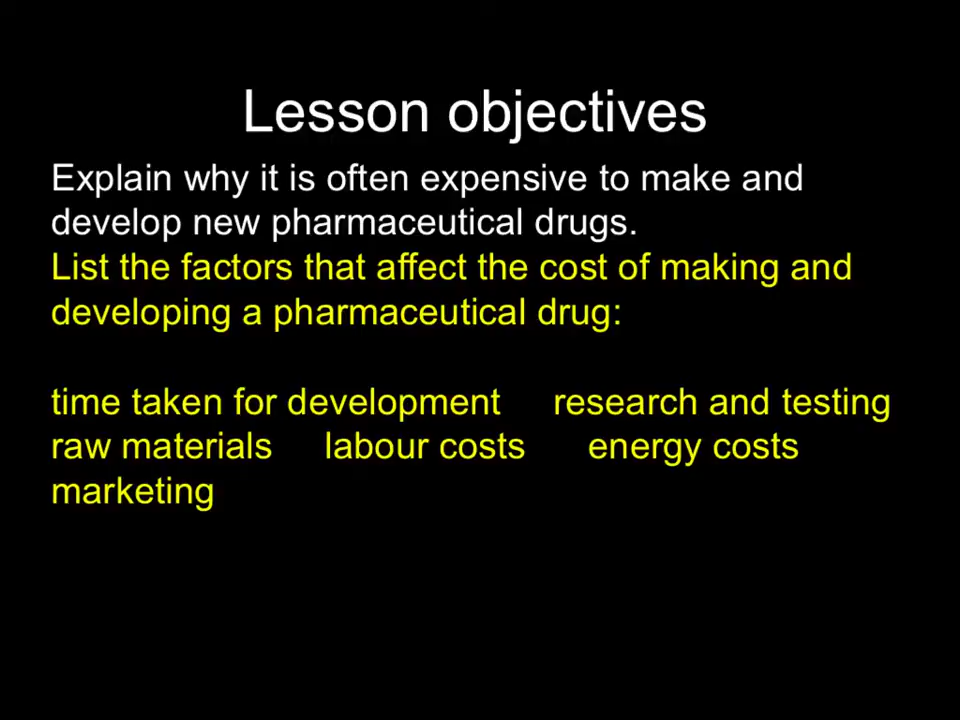 Lesson objectives
Explain why it is often expensive to make and
develop new pharmaceutical drugs.
List the factors that affect the cost of making and
developing a pharmaceutical drug:
time taken for development research and testing
raw materials labour costs energy costs
marketing